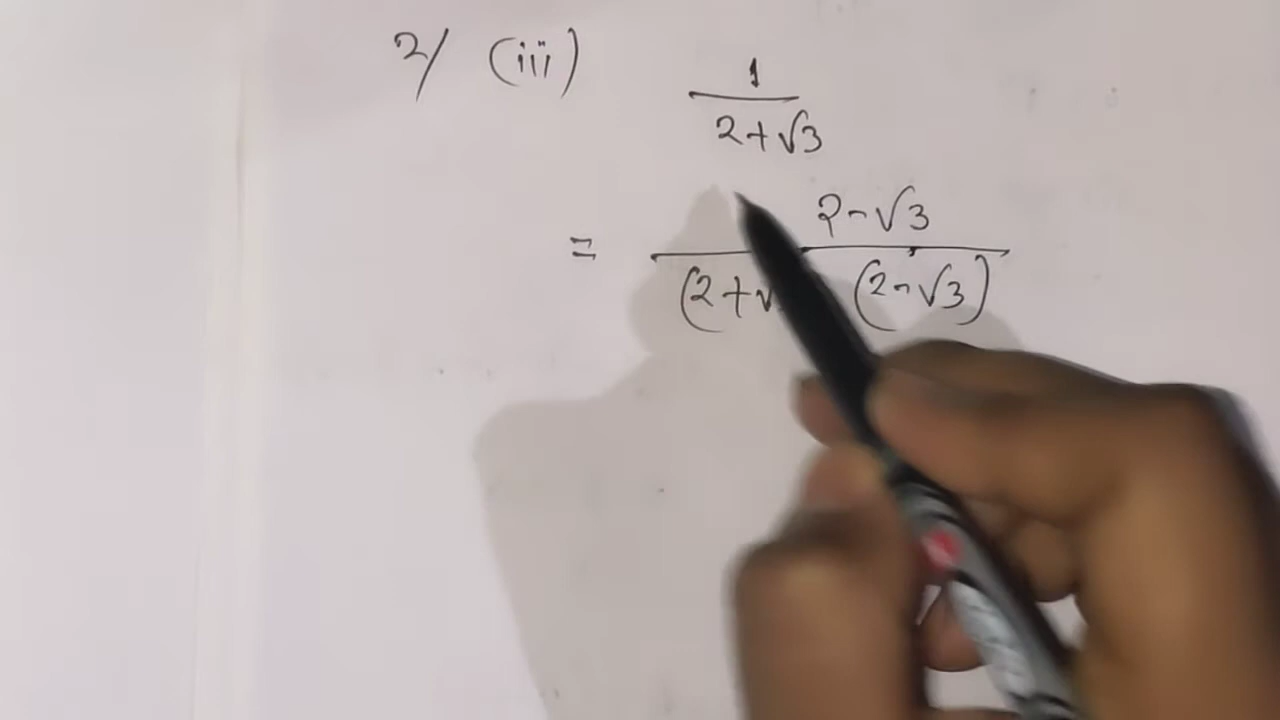 2/ (iii) 1
2+√3
= 2-√3
(2+√ (2-√3)